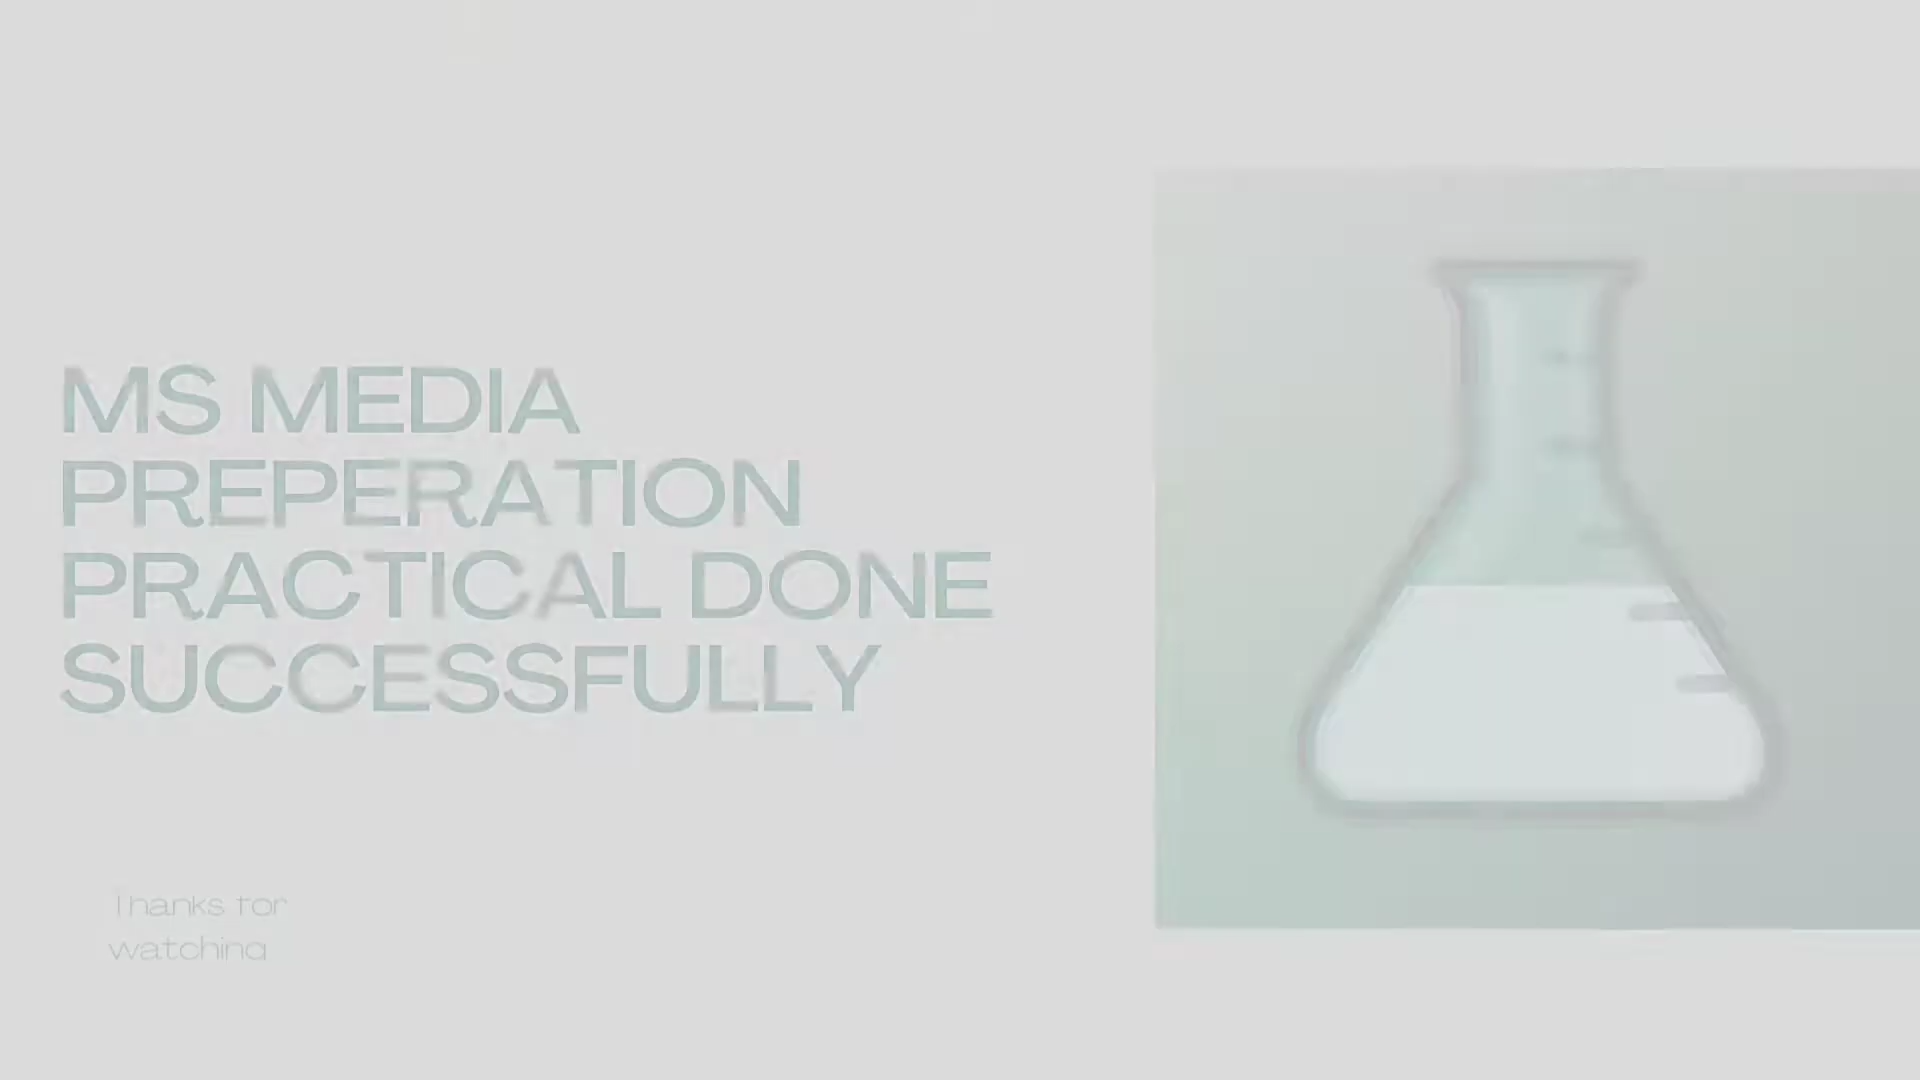 MS MEDIA
PREPERATION
PRACTICAL DONE
SUCCESSFULLY
Thanks for
watching